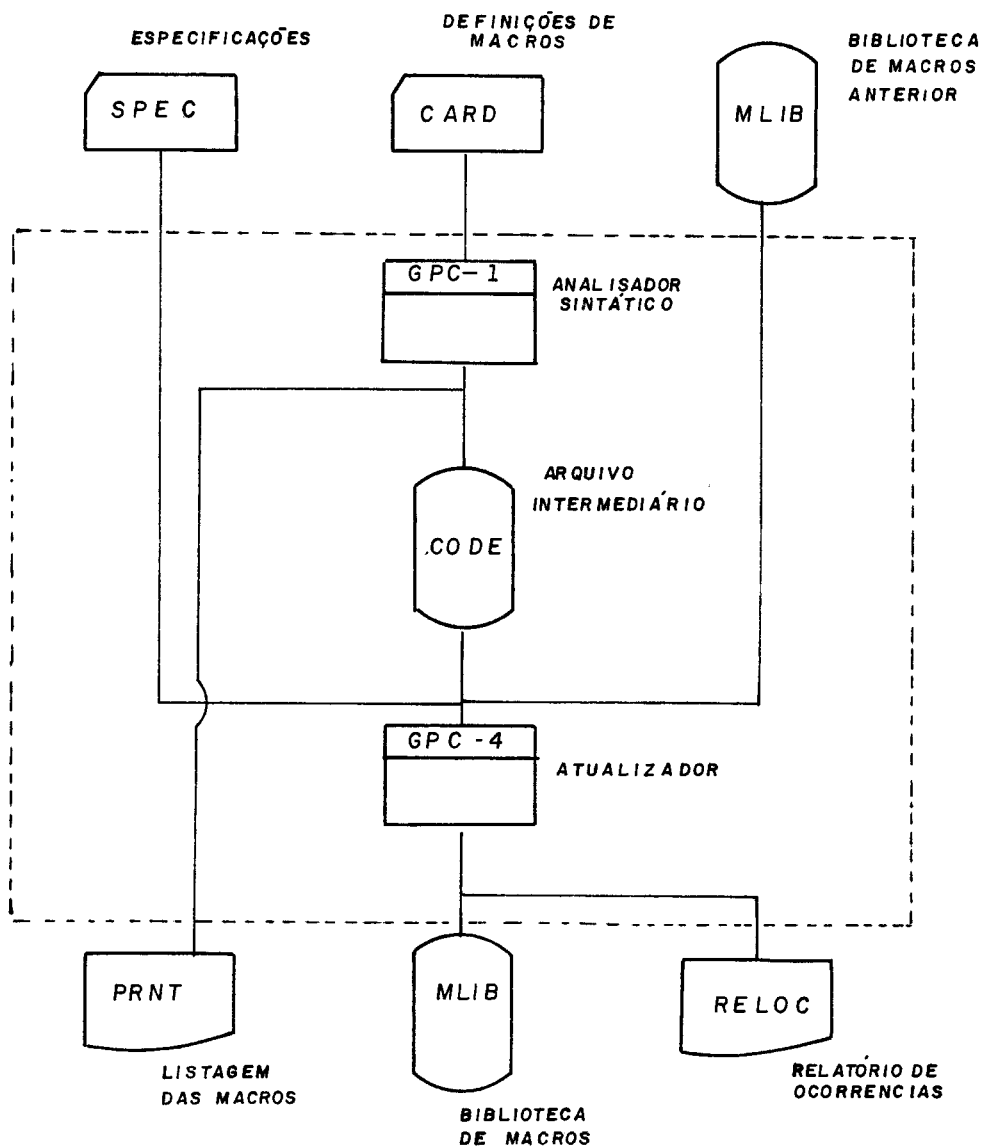 ESPECIFICAÇÕES
DEFINIÇÕES DE
MACROS
BIBLIOTECA
DE MACROS
ANTERIOR
SPEC
CARD
MLIB
GPC-1
ANALISADOR
SINTÁTICO
ARQUIVO
INTERMEDIÁRIO
CODE
GPC-4
ATUALIZADOR
PRNT
MLIB
RELOC
LISTAGEM
DAS MACROS
BIBLIOTECA
DE MACROS
RELATÓRIO DE
OCORRENCIAS